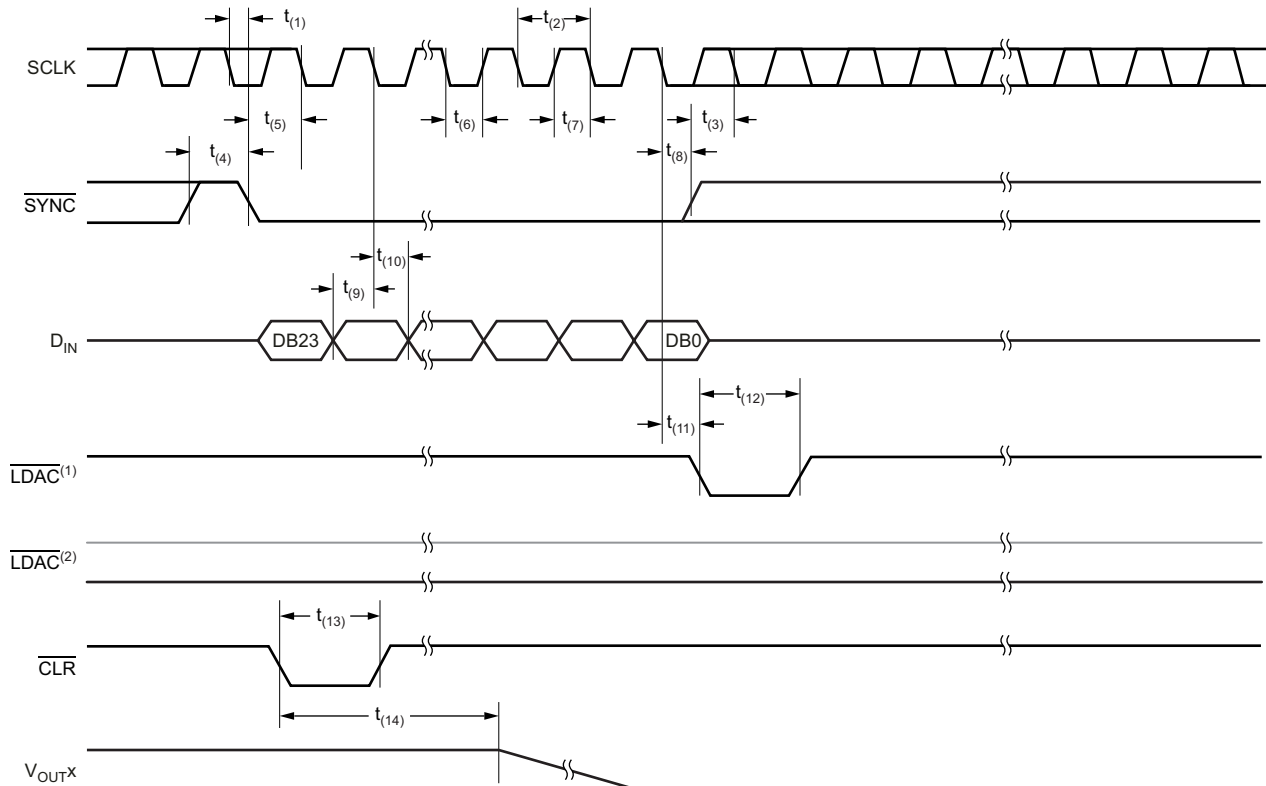 t(1)
t(2)
SCLK
t(5)
t(6)
t(7)
t(3)
t(4)
t(8)
SYNC
t(10)
t(9)
DIN
DB23
DB0
t(12)
t(11)
LDAC(1)
LDAC(2)
t(13)
CLR
t(14)
VOUTX